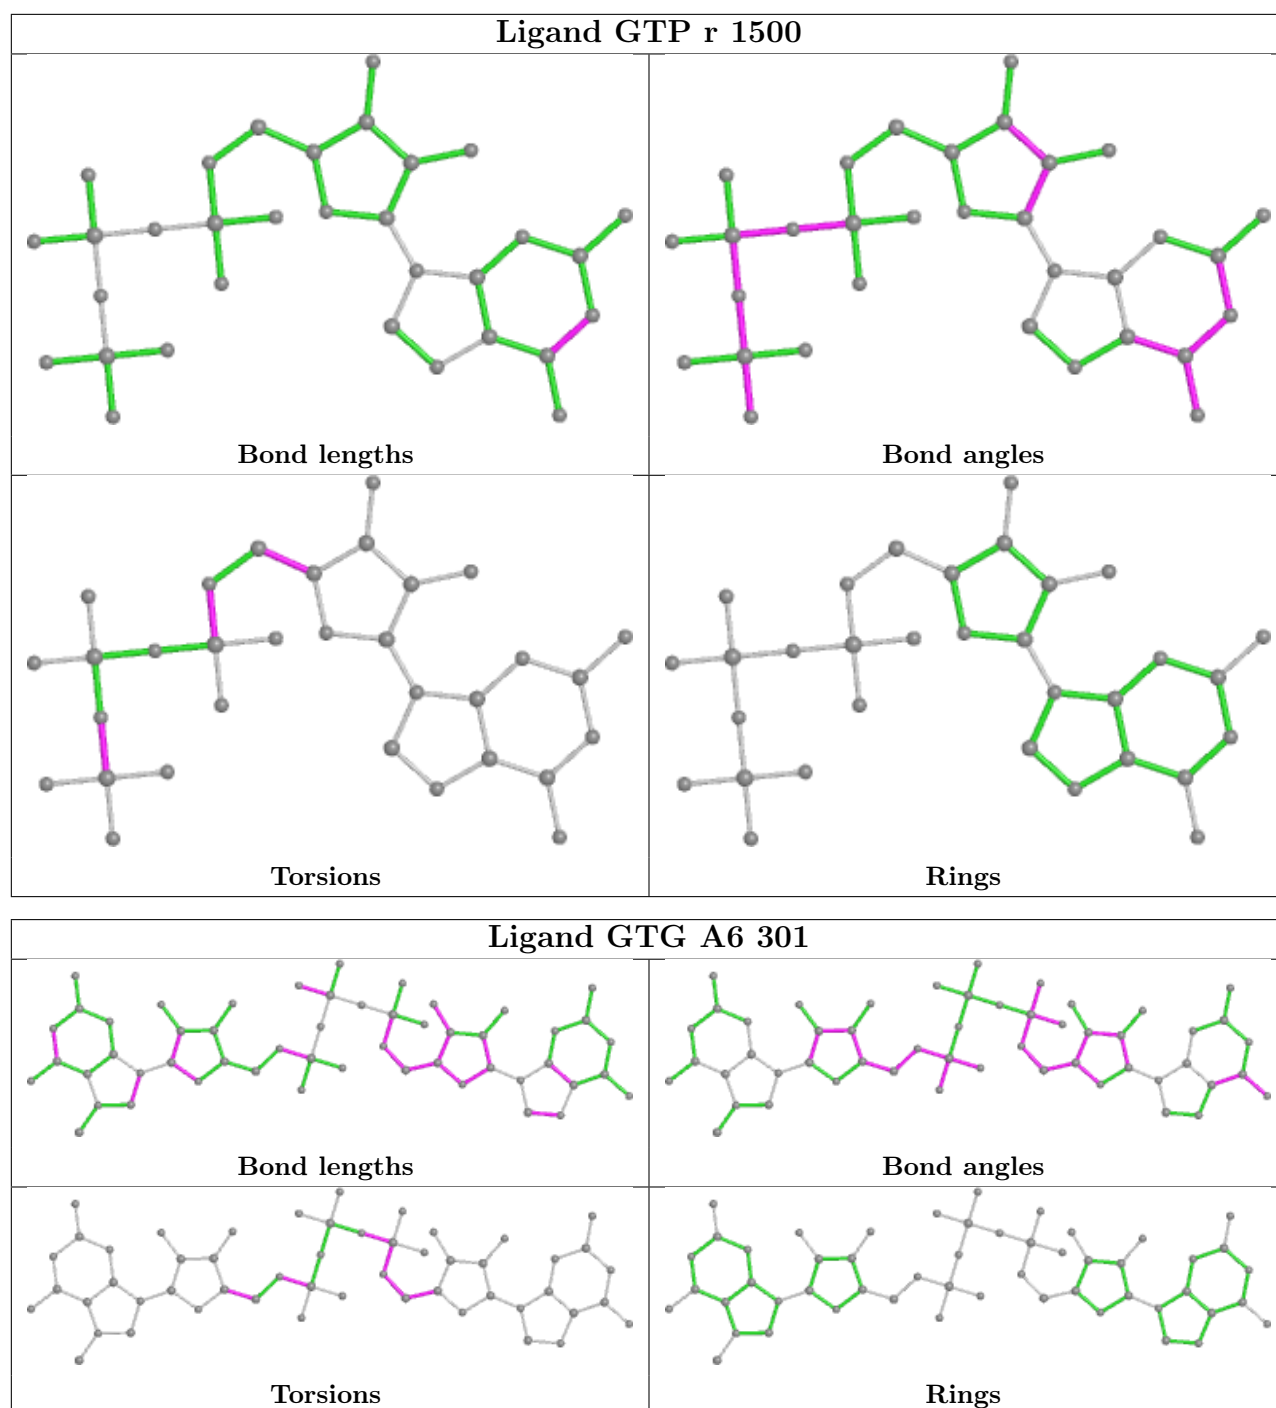 Ligand GTP r 1500
Bond lengths
Bond angles
Torsions
Rings
Ligand GTG A6 301
Bond lengths
Bond angles
Torsions
Rings